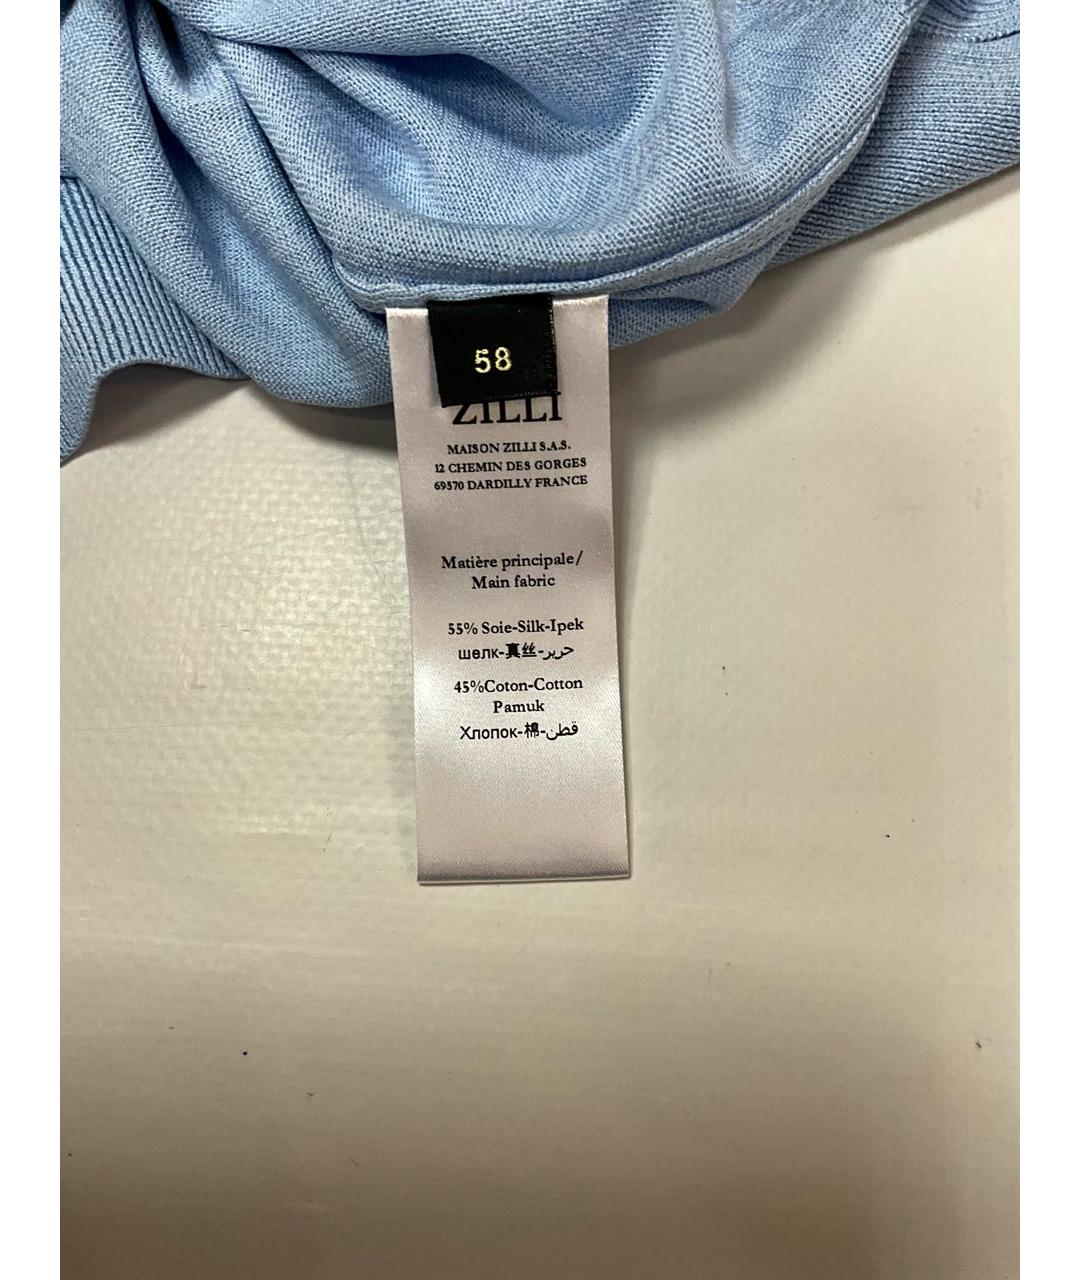 58
ZILLI
MAISON ZILLI S.A.S.
12 CHEMIN DES GORGES
69570 DARDILLY FRANCE
Matière principale/
Main fabric
55% Soie-Silk-Ipek
шелк-真丝-حرير
45%Coton-Cotton
Pamuk
Хлопок-棉-قطن